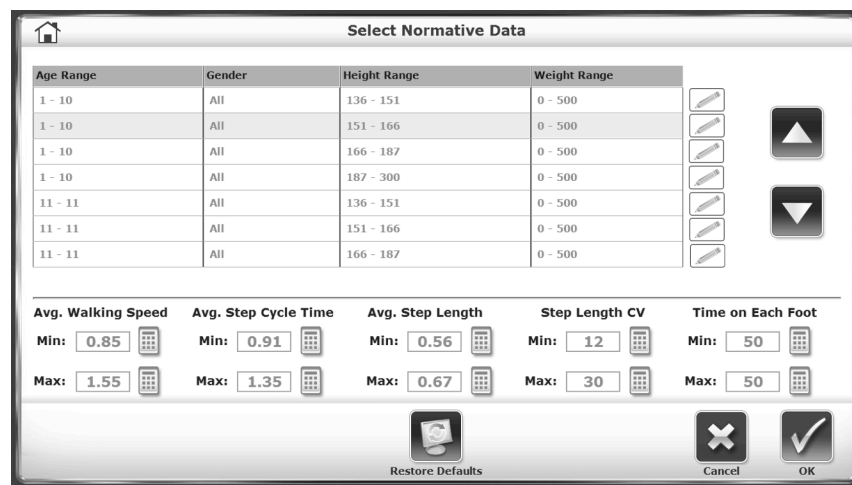 Select Normative Data
Age Range Gender Height Range Weight Range
1 - 10 All 136 - 151 0 - 500
1 - 10 All 151 - 166 0 - 500
1 - 10 All 166 - 187 0 - 500
1 - 10 All 187 - 300 0 - 500
11 - 11 All 136 - 151 0 - 500
11 - 11 All 151 - 166 0 - 500
11 - 11 All 166 - 187 0 - 500
Avg. Walking Speed Avg. Step Cycle Time Avg. Step Length Step Length CV Time on Each Foot
Min: 0.85 Min: 0.91 Min: 0.56 Min: 12 Min: 50
Max: 1.55 Max: 1.35 Max: 0.67 Max: 30 Max: 50
Restore Defaults Cancel OK